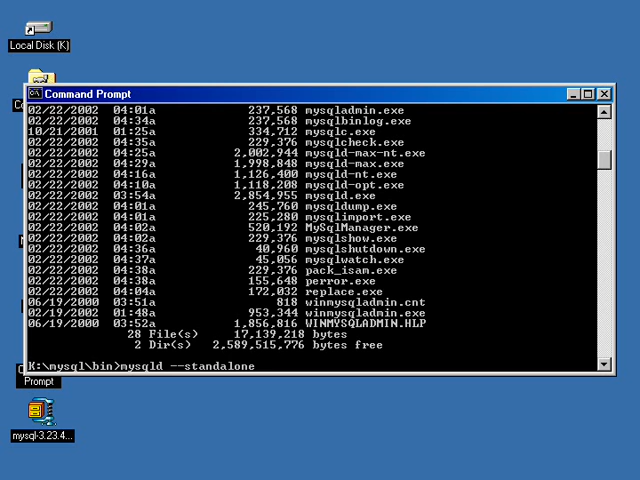 Local Disk (K)
Command Prompt
02/22/2002 04:01a 237,568 mysqladmin.exe
02/22/2002 04:34a 237,568 mysqlbinlog.exe
10/21/2001 01:25a 334,712 mysqlc.exe
02/22/2002 04:35a 229,376 mysqlcheck.exe
02/22/2002 04:25a 2,002,944 mysqld-max-nt.exe
02/22/2002 04:29a 1,998,848 mysqld-max.exe
02/22/2002 04:16a 1,126,400 mysqld-nt.exe
02/22/2002 04:10a 1,118,208 mysqld-opt.exe
02/22/2002 03:54a 2,854,955 mysqld.exe
02/22/2002 04:01a 245,760 mysqldump.exe
02/22/2002 04:01a 225,280 mysqlimport.exe
02/22/2002 04:02a 520,192 MySqlManager.exe
02/22/2002 04:02a 229,376 mysqlshow.exe
02/22/2002 04:36a 40,960 mysqlshutdown.exe
02/22/2002 04:37a 45,056 mysqlwatch.exe
02/22/2002 04:38a 229,376 pack_isam.exe
02/22/2002 04:38a 155,648 perror.exe
02/22/2002 04:04a 172,032 replace.exe
06/19/2000 03:51a 818 winmysqladmin.cnt
02/19/2002 01:48a 953,344 winmysqladmin.exe
06/19/2000 03:52a 1,856,816 WINMYSQLADMIN.HLP
28 File(s) 17,139,218 bytes
2 Dir(s) 2,589,515,776 bytes free
K:\mysql\bin>mysqld --standalone
Prompt
mysql-3.23.4...